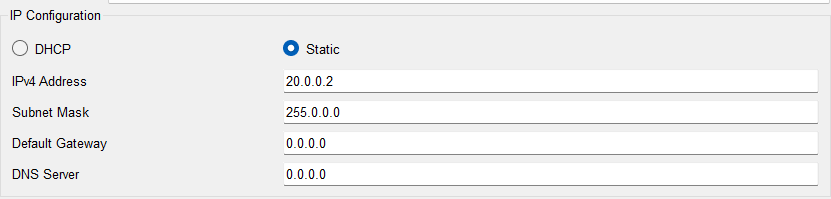 IP Configuration
DHCP Static
IPv4 Address 20.0.0.2
Subnet Mask 255.0.0.0
Default Gateway 0.0.0.0
DNS Server 0.0.0.0